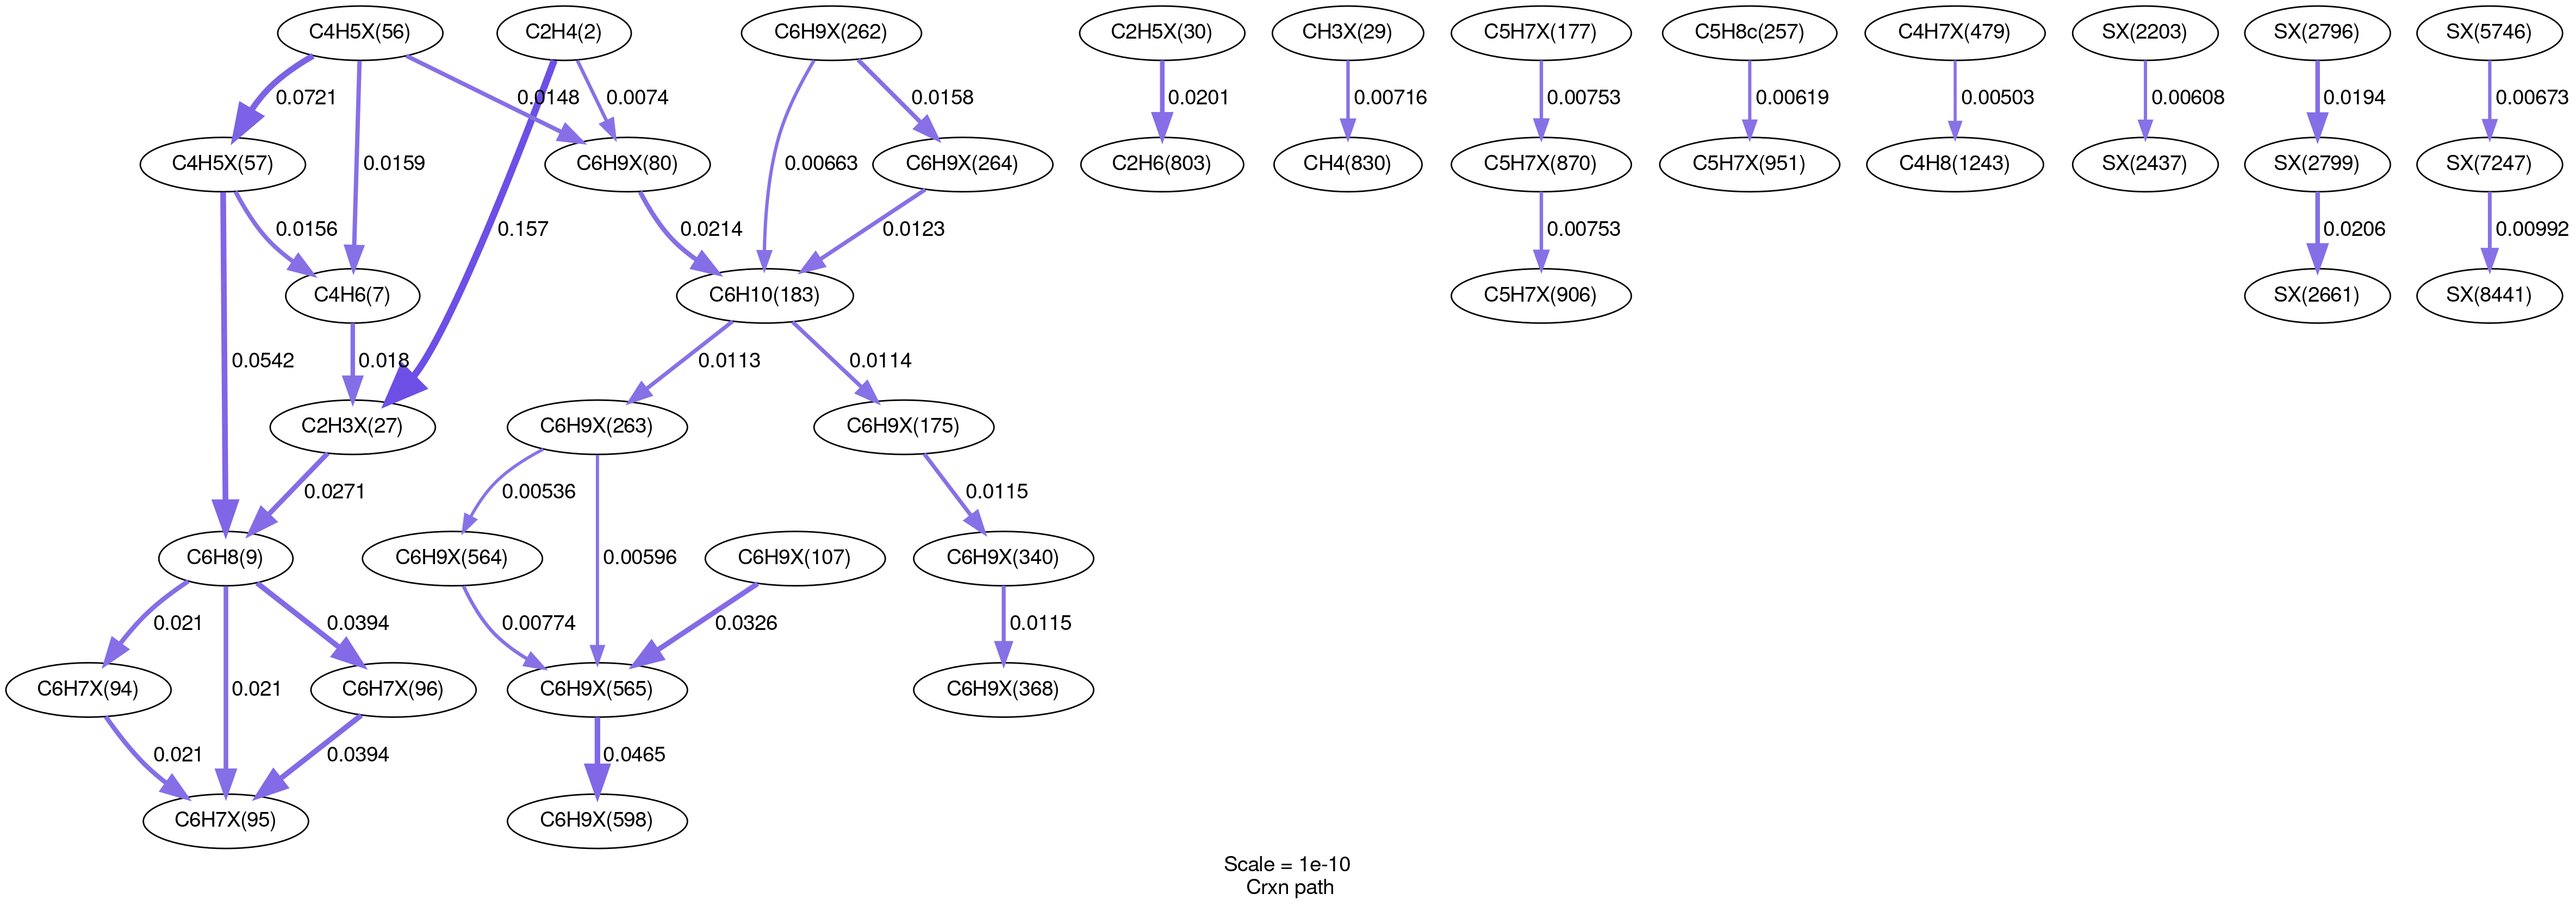 C4H5X(56)
C2H4(2)
C6H9X(262)
C2H5X(30)
CH3X(29)
C5H7X(177)
C5H8c(257)
C4H7X(479)
SX(2203)
SX(2796)
SX(5746)
0.0721
0.0148
0.0074
0.0158
0.0201
0.00716
0.00753
0.00619
0.00503
0.00608
0.0194
0.00673
C4H5X(57)
0.0159
C6H9X(80)
0.00663
C6H9X(264)
C2H6(803)
CH4(830)
C5H7X(870)
C5H7X(951)
C4H8(1243)
SX(2437)
SX(2799)
SX(7247)
0.0156
0.157
0.0214
0.0123
0.00753
0.0206
0.00992
C4H6(7)
C6H10(183)
C5H7X(906)
SX(2661)
SX(8441)
0.0542
0.018
0.0113
0.0114
C2H3X(27)
C6H9X(263)
C6H9X(175)
0.0271
0.00536
0.0115
C6H8(9)
C6H9X(564)
0.00596
C6H9X(107)
C6H9X(340)
0.021
0.0394
0.00774
0.0326
0.0115
C6H7X(94)
0.021
C6H7X(96)
C6H9X(565)
C6H9X(368)
0.021
0.0394
0.0465
C6H7X(95)
C6H9X(598)
Scale = 1e-10
Crxn path